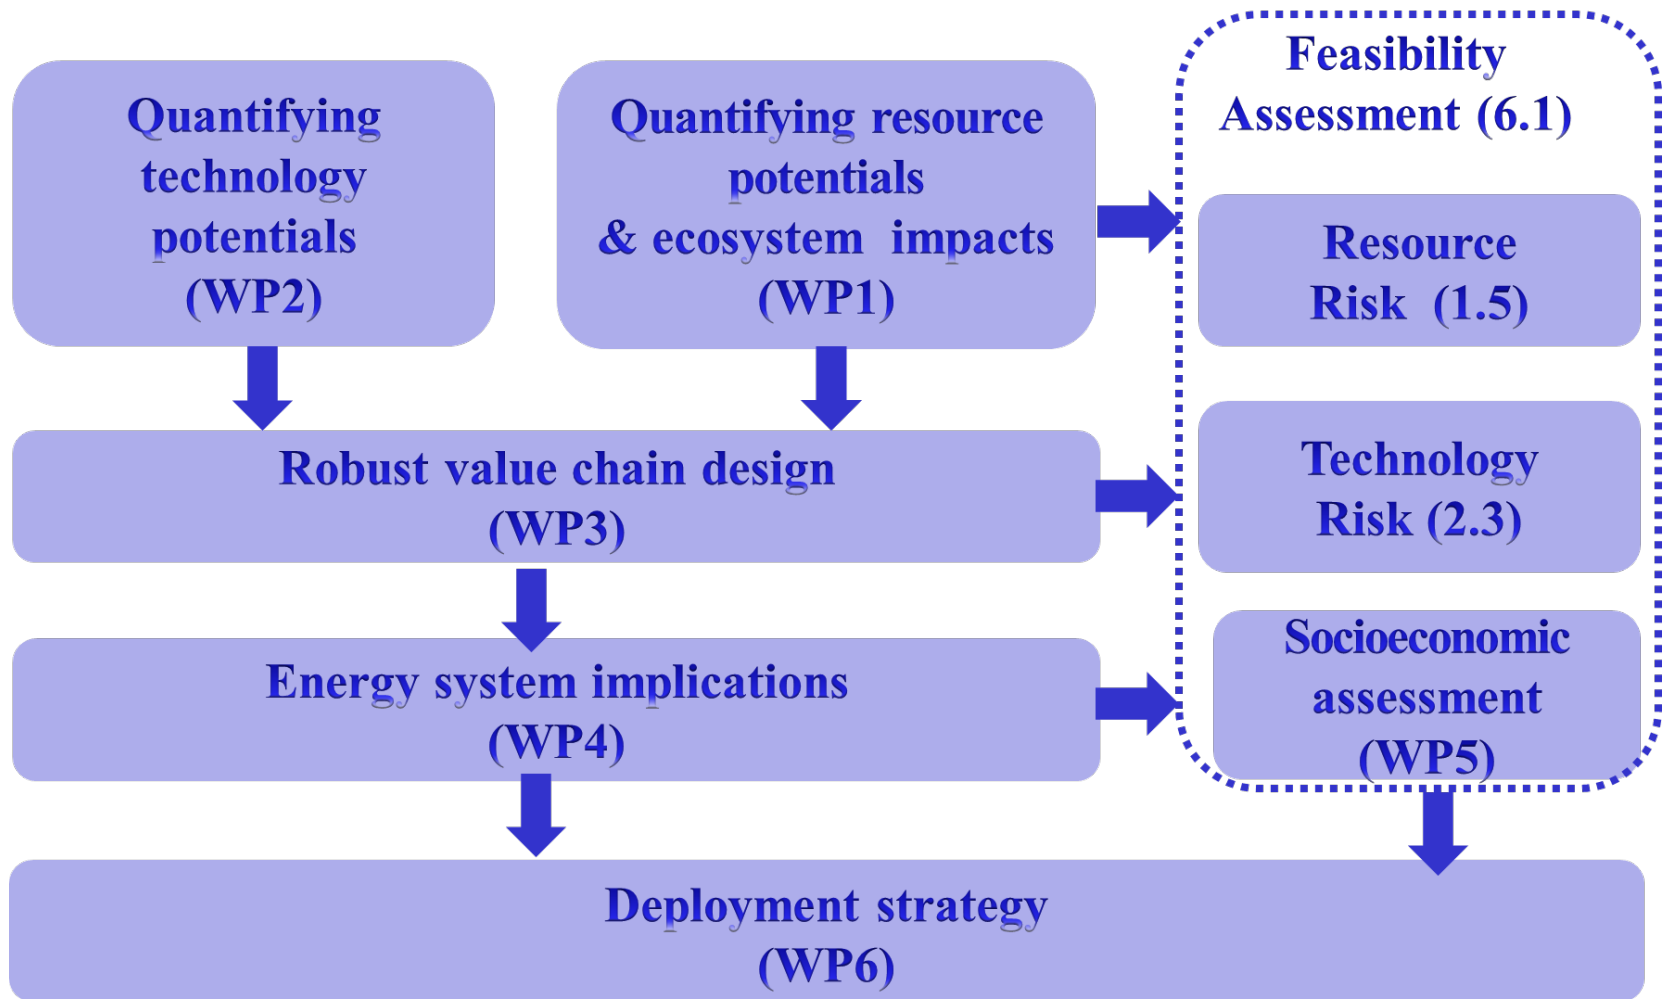 Quantifying
technology
potentials
(WP2)
Quantifying resource
potentials
& ecosystem impacts
(WP1)
Feasibility
Assessment (6.1)
Resource
Risk (1.5)
Technology
Risk (2.3)
Socioeconomic
assessment
(WP5)
Robust value chain design
(WP3)
Energy system implications
(WP4)
Deployment strategy
(WP6)